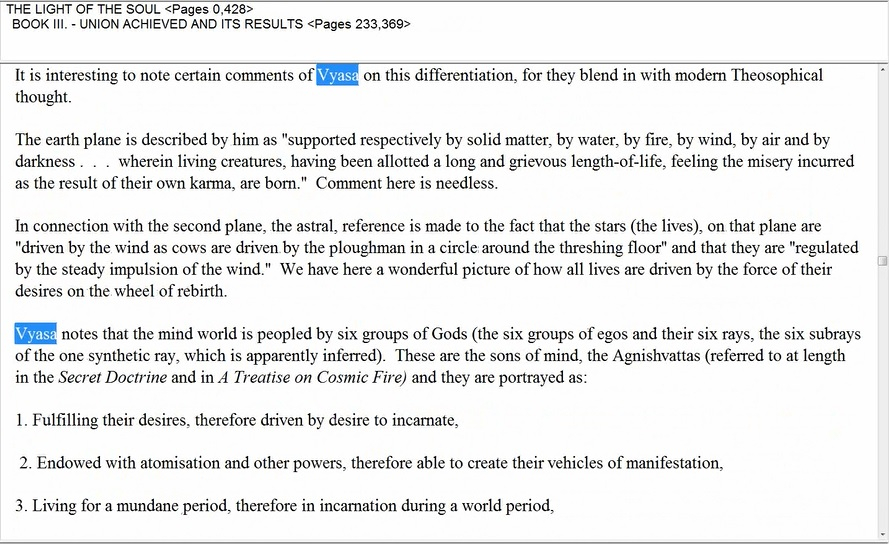 THE LIGHT OF THE SOUL <Pages 0,428>
BOOK III. - UNION ACHIEVED AND ITS RESULTS <Pages 233,369>
It is interesting to note certain comments of Vyasa on this differentiation, for they blend in with modern Theosophical
thought.
The earth plane is described by him as "supported respectively by solid matter, by water, by fire, by wind, by air and by
darkness . . . wherein living creatures, having been allotted a long and grievous length-of-life, feeling the misery incurred
as the result of their own karma, are born." Comment here is needless.
In connection with the second plane, the astral, reference is made to the fact that the stars (the lives), on that plane are
"driven by the wind as cows are driven by the ploughman in a circle around the threshing floor" and that they are "regulated
by the steady impulsion of the wind." We have here a wonderful picture of how all lives are driven by the force of their
desires on the wheel of rebirth.
Vyasa notes that the mind world is peopled by six groups of Gods (the six groups of egos and their six rays, the six subrays
of the one synthetic ray, which is apparently inferred). These are the sons of mind, the Agnishvattas (referred to at length
in the Secret Doctrine and in A Treatise on Cosmic Fire) and they are portrayed as:
1. Fulfilling their desires, therefore driven by desire to incarnate,
2. Endowed with atomisation and other powers, therefore able to create their vehicles of manifestation,
3. Living for a mundane period, therefore in incarnation during a world period,